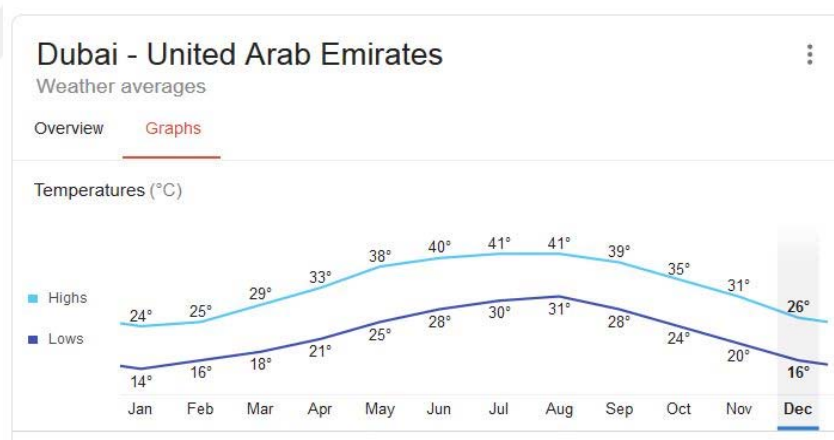 Dubai - United Arab Emirates
Weather averages
Overview Graphs
Temperatures (°C)
Highs
24° 25° 29° 33° 38° 40° 41° 41° 39° 35° 31° 26°
Lows
14° 16° 18° 21° 25° 28° 30° 31° 28° 24° 20° 16°
Jan Feb Mar Apr May Jun Jul Aug Sep Oct Nov Dec